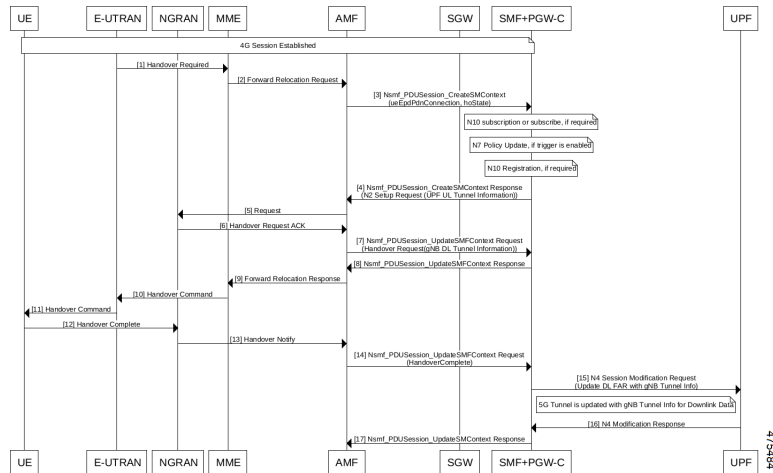 UE
E-UTRAN
NGRAN
MME
AMF
SGW
SMF+PGW-C
UPF
4G Session Established
[1] Handover Required
[2] Forward Relocation Request
[3] Nsmf_PDUSession_CreateSMContext
(ueEpdPdnConnection, hoState)
N10 subscription or subscribe, if required
N7 Policy Update, if trigger is enabled
N10 Registration, if required
[4] Nsmf_PDUSession_CreateSMContext Response
(N2 Setup Request (UPF UL Tunnel Information))
[5] Request
[6] Handover Request ACK
[7] Nsmf_PDUSession_UpdateSMFContext Request
(Handover Request(gNB DL Tunnel Information))
[8] Nsmf_PDUSession_UpdateSMFContext Response
[9] Forward Relocation Response
[10] Handover Command
[11] Handover Command
[12] Handover Complete
[13] Handover Notify
[14] Nsmf_PDUSession_UpdateSMFContext Request
(HandoverComplete)
[15] N4 Session Modification Request
(Update DL FAR with gNB Tunnel Info)
5G Tunnel is updated with gNB Tunnel Info for Downlink Data
[16] N4 Modification Response
[17] Nsmf_PDUSession_UpdateSMContext Response
UE
E-UTRAN
NGRAN
MME
AMF
SGW
SMF+PGW-C
UPF
475484